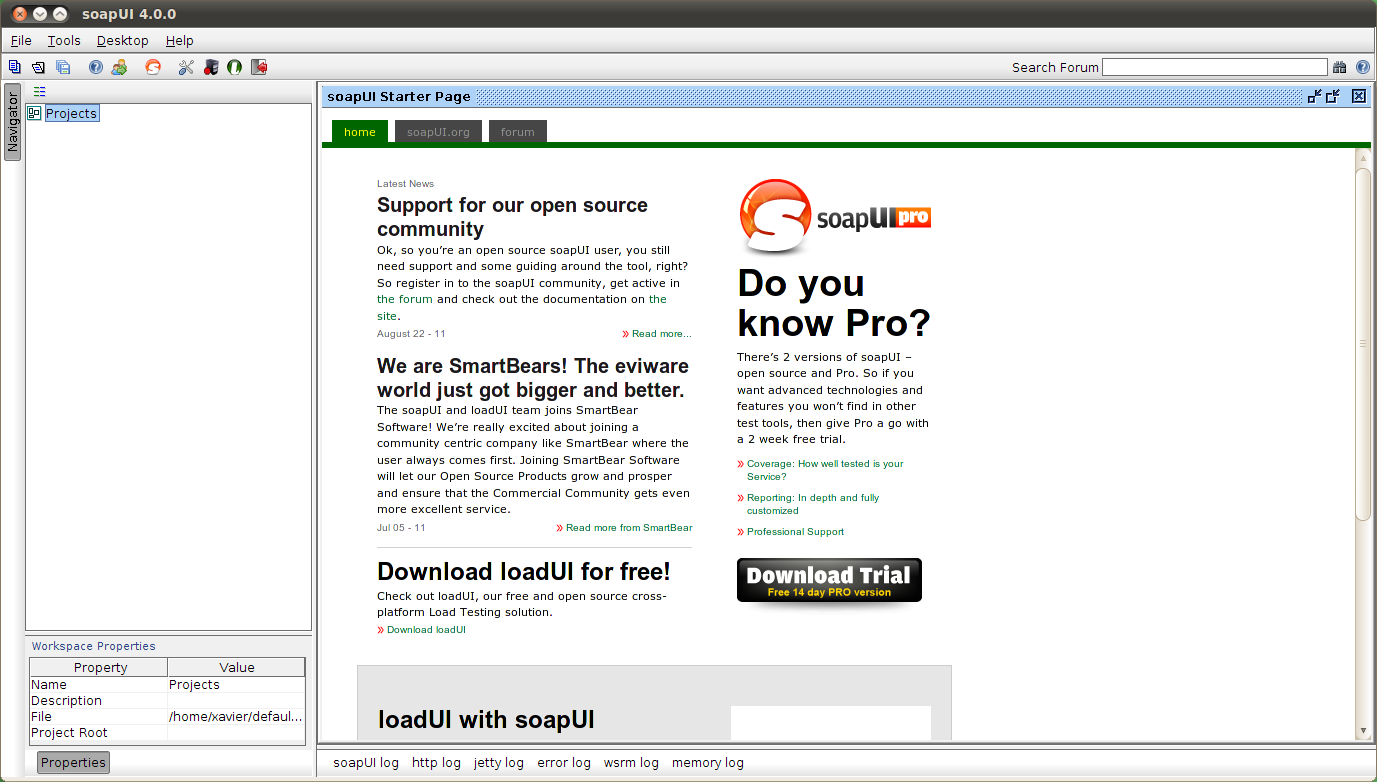 soapUI 4.0.0
File Tools Desktop Help
Search Forum
Navigator
Projects
soapUI Starter Page
home soapUI.org forum
Latest News
Support for our open source
community
Ok, so you're an open source soapUI user, you still
need support and some guiding around the tool, right?
So register in to the soapUI community, get active in
the forum and check out the documentation on the
site.
August 22 - 11 » Read more...
We are SmartBears! The eviware
world just got bigger and better.
The soapUI and loadUI team joins SmartBear
Software! We're really excited about joining a
community centric company like SmartBear where the
user always comes first. Joining SmartBear Software
will let our Open Source Products grow and prosper
and ensure that the Commercial Community gets even
more excellent service.
Jul 05 - 11 » Read more from SmartBear
Download loadUI for free!
Check out loadUI, our free and open source cross-
platform Load Testing solution.
» Download loadUI
soapUI pro
Do you
know Pro?
There's 2 versions of soapUI –
open source and Pro. So if you
want advanced technologies and
features you won't find in other
test tools, then give Pro a go with
a 2 week free trial.
» Coverage: How well tested is your
Service?
» Reporting: In depth and fully
customized
» Professional Support
Download Trial
Free 14 day PRO version
loadUI with soapUI
Workspace Properties
Property Value
Name Projects
Description
File /home/xavier/defaul...
Project Root
Properties
soapUI log http log jetty log error log wsrm log memory log